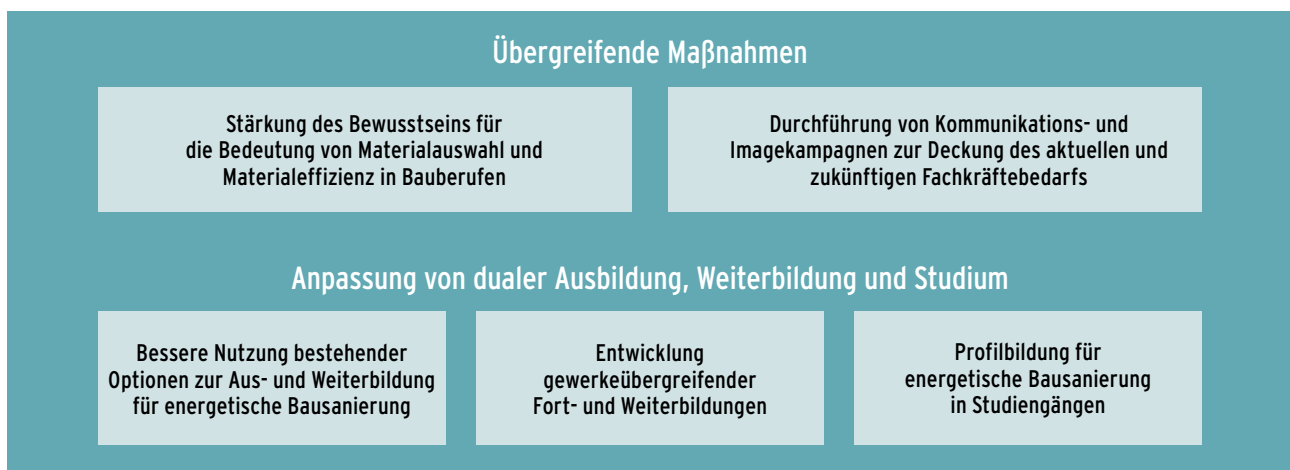 Übergreifende Maßnahmen
Stärkung des Bewusstseins für
die Bedeutung von Materialauswahl und
Materialeffizienz in Bauberufen
Durchführung von Kommunikations- und
Imagekampagnen zur Deckung des aktuellen und
zukünftigen Fachkräftebedarfs
Anpassung von dualer Ausbildung, Weiterbildung und Studium
Bessere Nutzung bestehender
Optionen zur Aus- und Weiterbildung
für energetische Bausanierung
Entwicklung
gewerkeübergreifender
Fort- und Weiterbildungen
Profilbildung für
energetische Bausanierung
in Studiengängen